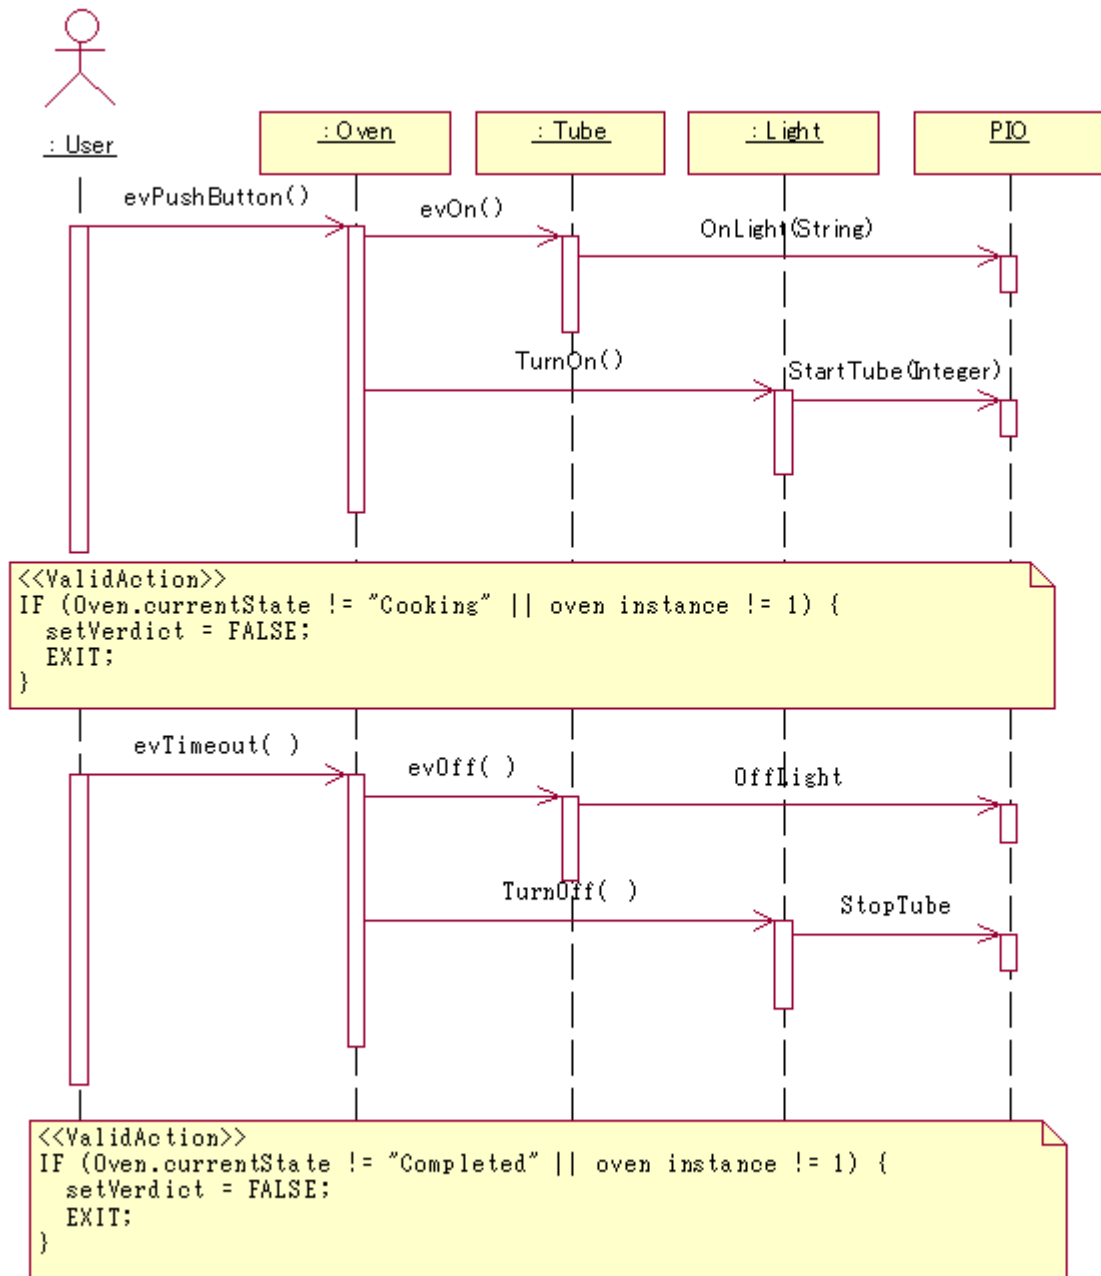 : User
: Oven
: Tube
: Light
PIO
evPushButton()
evOn()
OnLight(String)
TurnOn()
StartTube(Integer)
<<ValidAction>>
IF (Oven.currentState != "Cooking" || oven instance != 1) {
  setVerdict = FALSE;
  EXIT;
}
evTimeout( )
evOff( )
OffLight
TurnOff( )
StopTube
<<ValidAction>>
IF (Oven.currentState != "Completed" || oven instance != 1) {
  setVerdict = FALSE;
  EXIT;
}